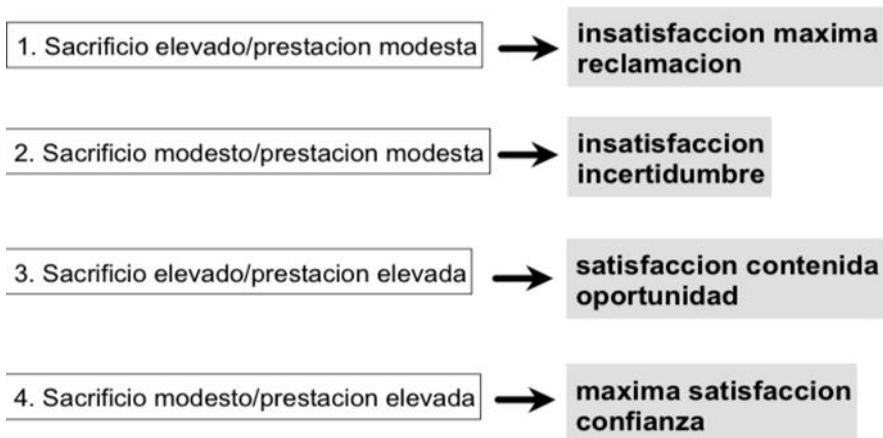 1. Sacrificio elevado/prestacion modesta
insatisfaccion maxima
reclamacion
2. Sacrificio modesto/prestacion modesta
insatisfaccion
incertidumbre
3. Sacrificio elevado/prestacion elevada
satisfaccion contenida
oportunidad
4. Sacrificio modesto/prestacion elevada
maxima satisfaccion
confianza